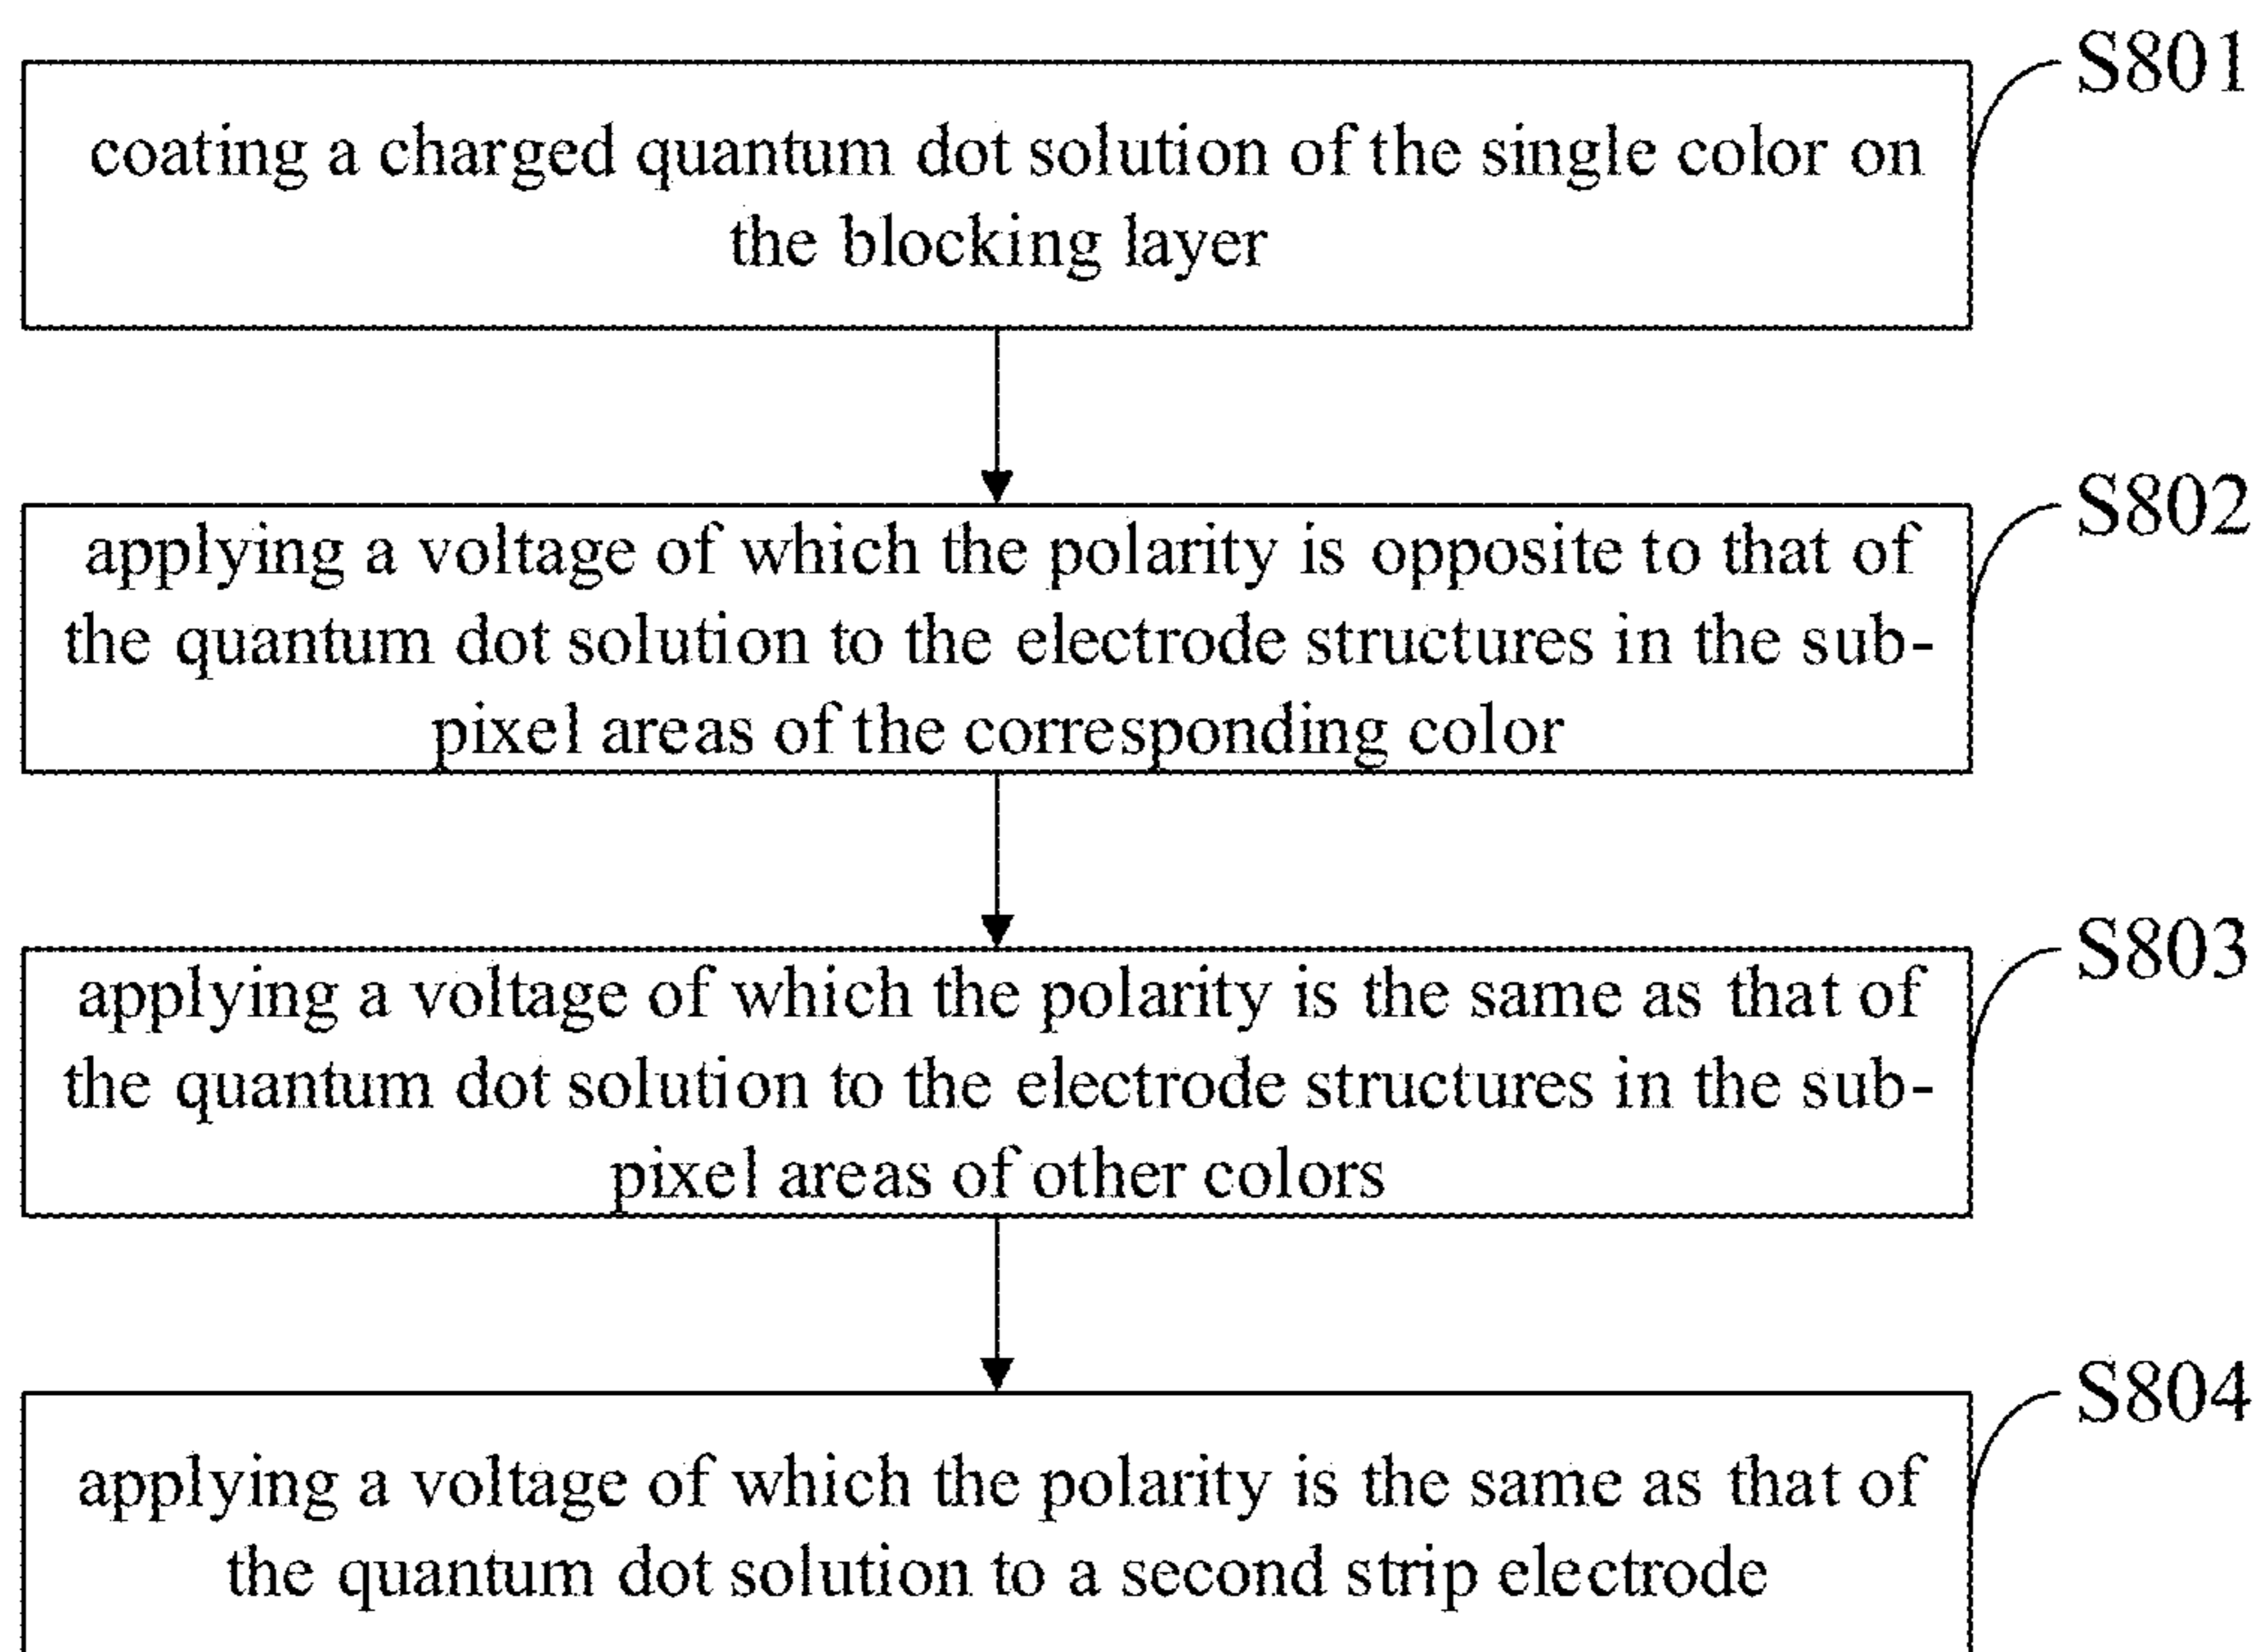 S801
coating a charged quantum dot solution of the single color on
the blocking layer
S802
applying a voltage of which the polarity is opposite to that of
the quantum dot solution to the electrode structures in the sub-
pixel areas of the corresponding color
S803
applying a voltage of which the polarity is the same as that of
the quantum dot solution to the electrode structures in the sub-
pixel areas of other colors
S804
applying a voltage of which the polarity is the same as that of
the quantum dot solution to a second strip electrode